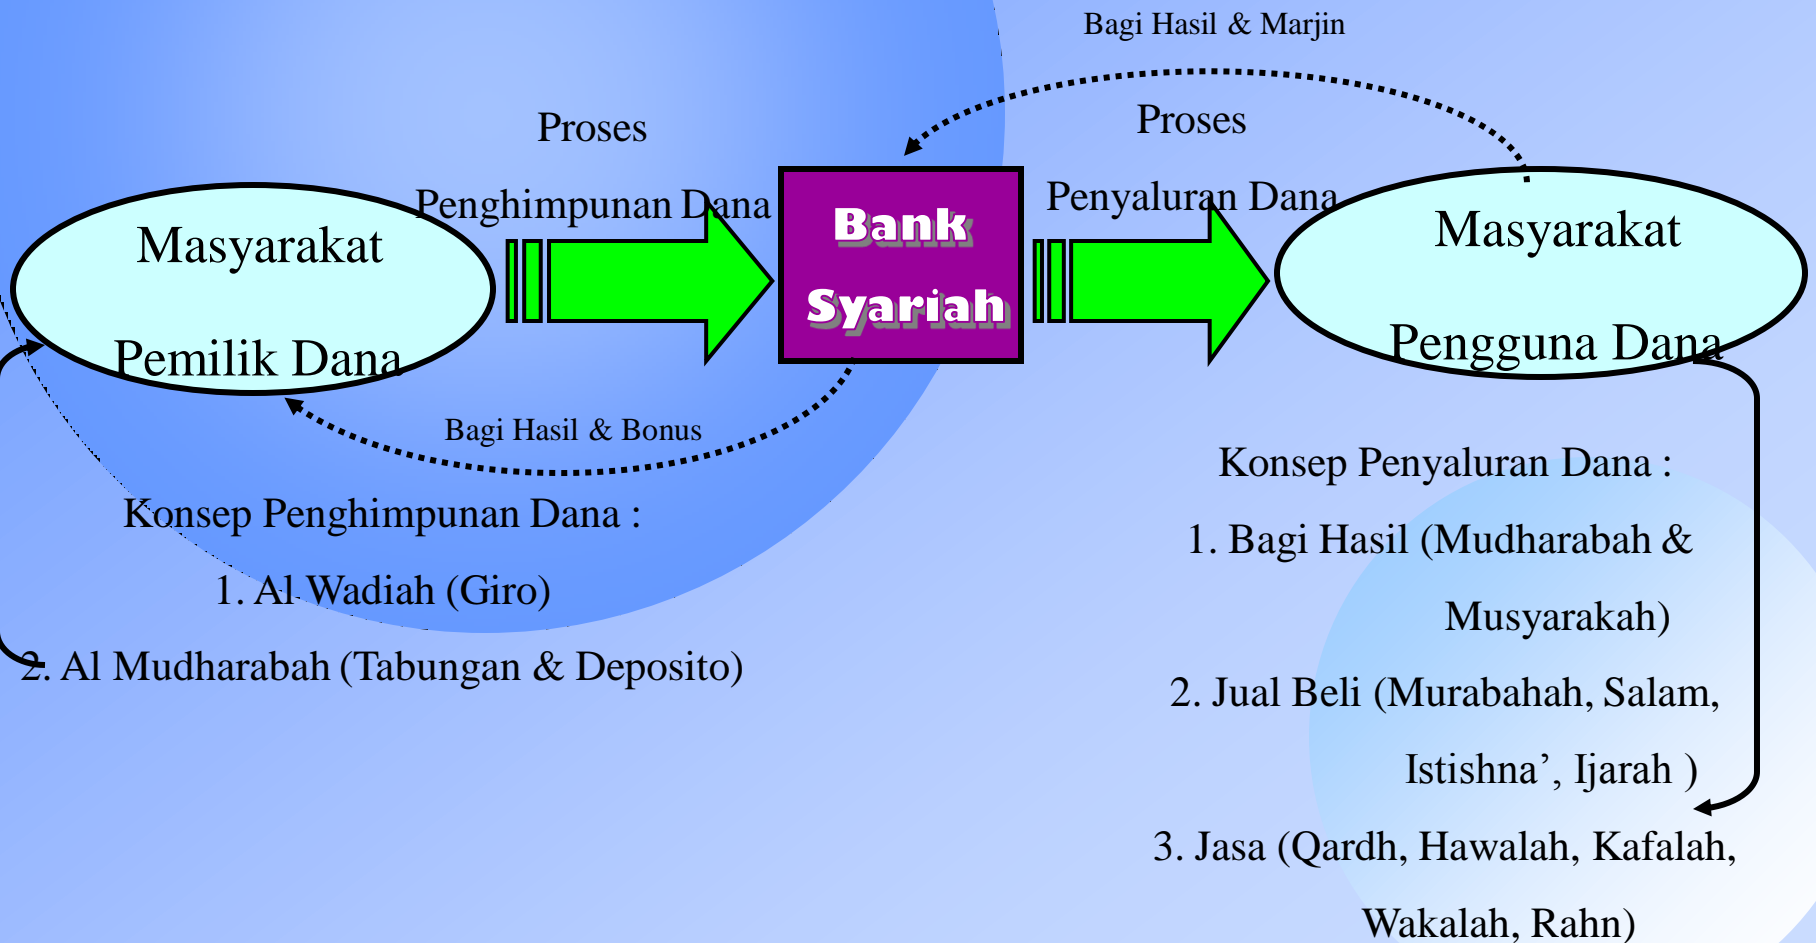 Bagi Hasil & Marjin
Proses
Penghimpunan Dana
Proses
Penyaluran Dana
Masyarakat
Pemilik Dana
Bank
Syariah
Masyarakat
Pengguna Dana
Bagi Hasil & Bonus
Konsep Penghimpunan Dana :
1. Al Wadiah (Giro)
2. Al Mudharabah (Tabungan & Deposito)
Konsep Penyaluran Dana :
1. Bagi Hasil (Mudharabah &
Musyarakah)
2. Jual Beli (Murabahah, Salam,
Istishna’, Ijarah )
3. Jasa (Qardh, Hawalah, Kafalah,
Wakalah, Rahn)